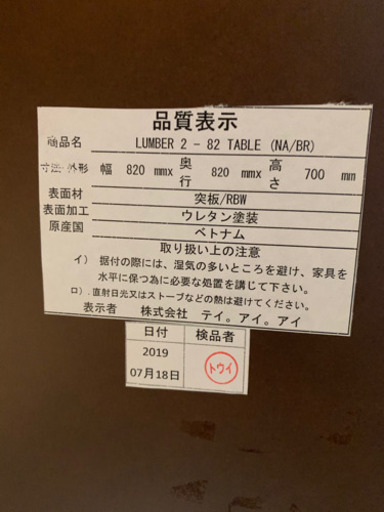 品質表示
商品名 LUMBER 2 - 82 TABLE (NA/BR)
寸法 外形 幅 820 mmx 奥行 820 mmx 高さ 700 mm
表面材 突板/RBW
表面加工 ウレタン塗装
原産国 ベトナム
取り扱い上の注意
イ) 据付の際には、湿気の多いところを避け、家具を
水平に保つ為に必要な処置を講じて下さい。
ロ).直射日光又はストーブなどの熱は避けてください。
表示者 株式会社 テイ。アイ。アイ
日付 検品者
2019
07月18日 トウイ